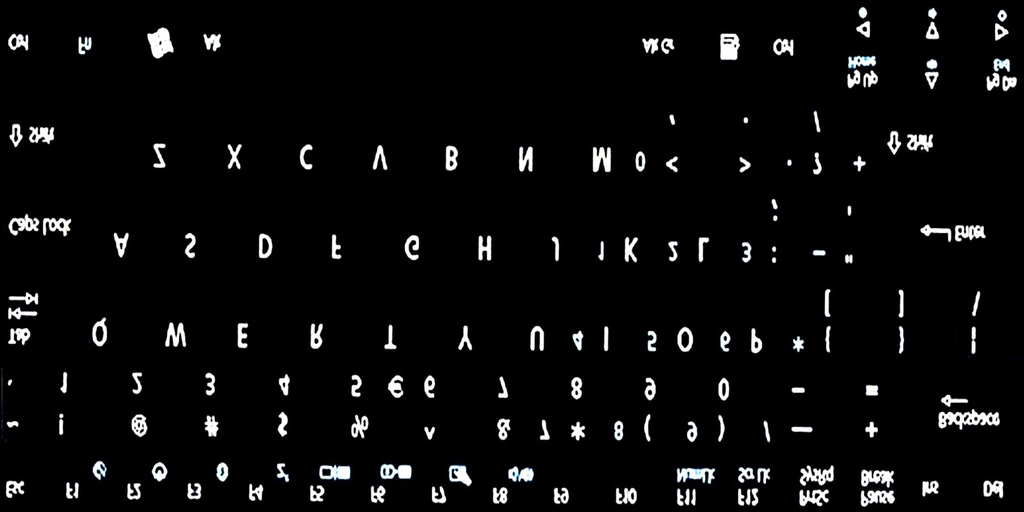 Ctrl Fn Alt Alt Gr Ctrl
Home End
Pg Up Pg Dn
Shift , . / Shift
Z X C V B N M 0 < > . ? +
Caps Lock ; ' Enter
A S D F G H J 1 K 2 L 3 : - "
[ ] \
Tab Q W E R T Y U 4 I 5 O 6 P * { } |
` 1 2 3 4 5 € 6 7 8 9 0 - =
~ ! @ # $ % ^ & 7 * 8 ( 9 ) / _ + Backspace
NumLk Scr Lk SysRq Break
Esc F1 F2 F3 F4 F5 F6 F7 F8 F9 F10 F11 F12 PrtSc Pause Ins Del